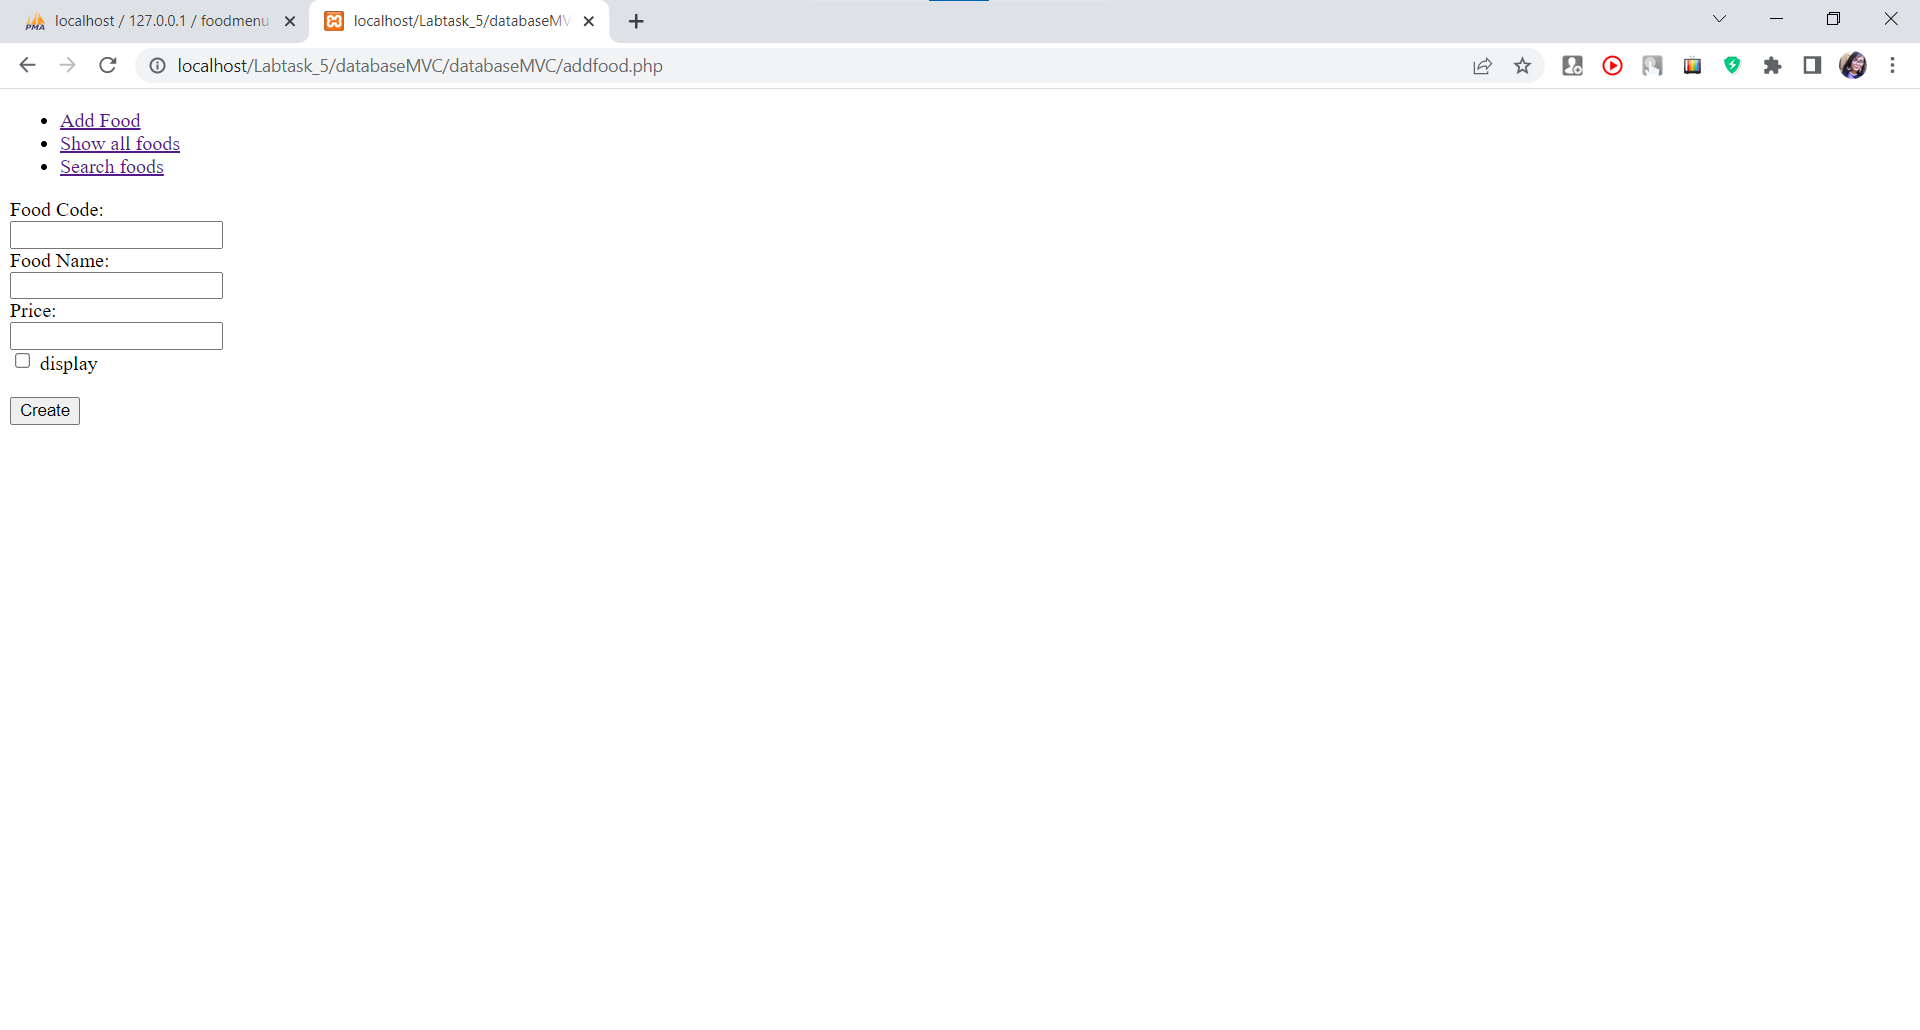 PMA
localhost / 127.0.0.1 / foodmenu
localhost/Labtask_5/databaseMV
localhost/Labtask_5/databaseMVC/databaseMVC/addfood.php
Add Food
Show all foods
Search foods
Food Code:
Food Name:
Price:
display
Create